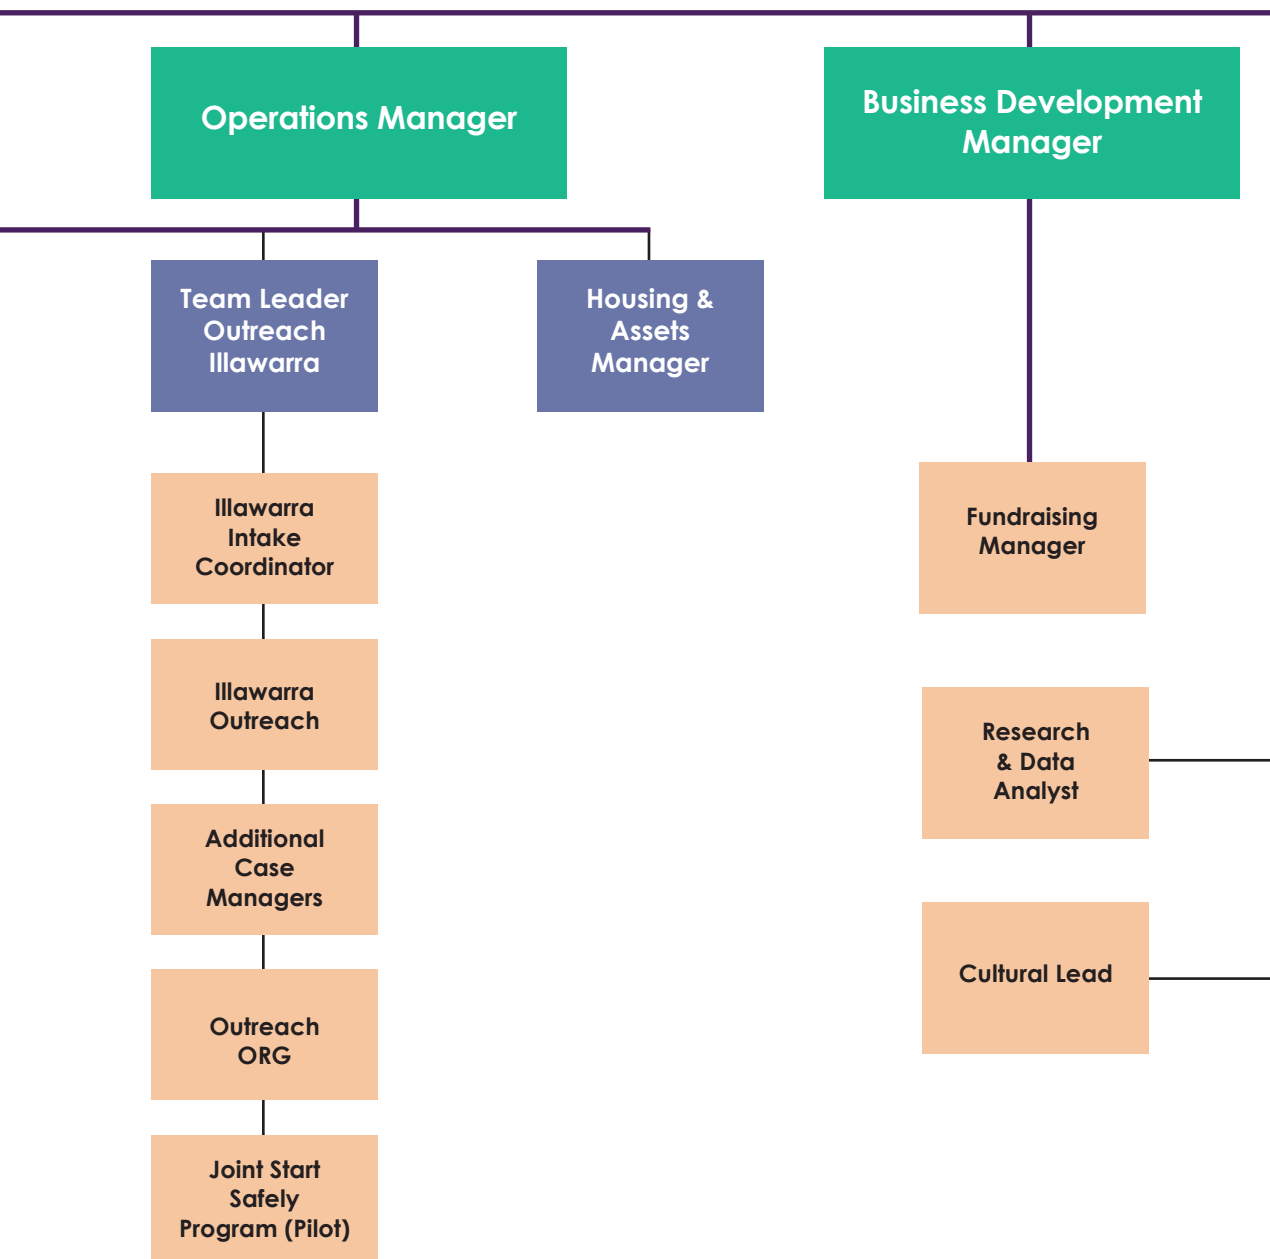 Operations Manager
Business Development
Manager
Team Leader
Outreach
Illawarra
Housing &
Assets
Manager
Illawarra
Intake
Coordinator
Illawarra
Outreach
Additional
Case
Managers
Outreach
ORG
Joint Start
Safely
Program (Pilot)
Fundraising
Manager
Research
& Data
Analyst
Cultural Lead